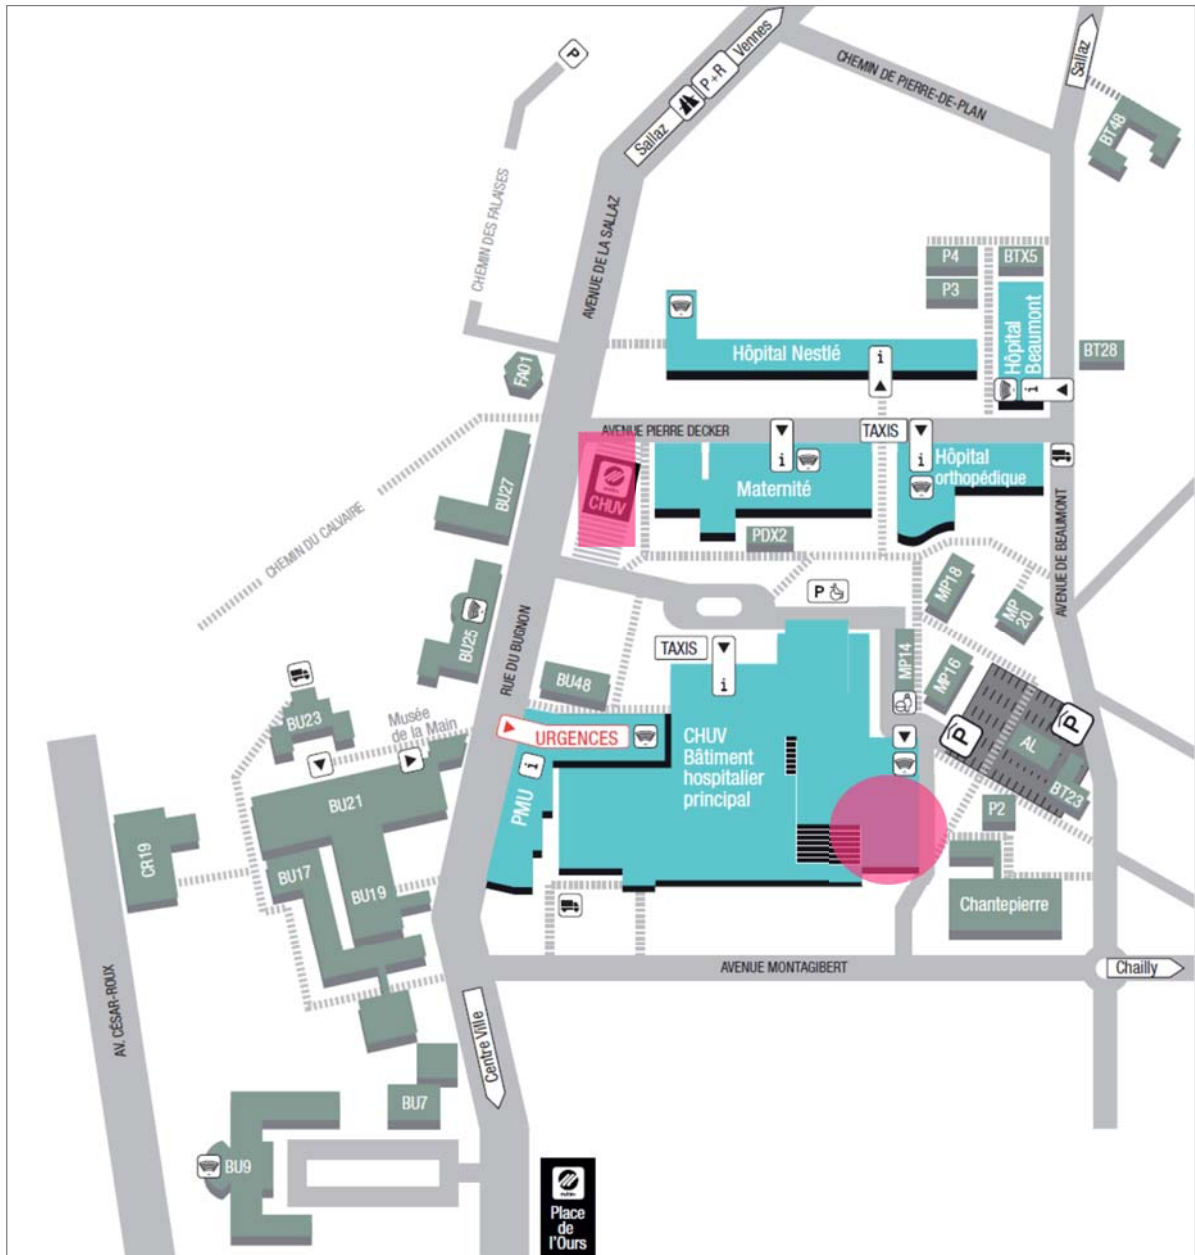 P
Vennes
P+R
Sallaz
Sallaz
CHEMIN DE PIERRE-DE-PLAN
BT48
CHEMIN DES FALAISES
AVENUE DE LA SALLAZ
P4
BTX5
P3
Hôpital Nestlé
i
Hôpital
Beaumont
i
BT28
FA01
AVENUE PIERRE DECKER
TAXIS
i
i
Maternité
Hôpital
orthopédique
CHUV
BU27
CHEMIN DU CALVAIRE
PDX2
AVENUE DE BEAUMONT
MP18
MP
20
P
BU25
RUE DU BUGNON
TAXIS
i
MP14
MP16
BU48
BU23
Musée
de la Main
URGENCES
CHUV
Bâtiment
hospitalier
principal
P
P
AL
BT23
i
PMU
BU21
P2
CR19
BU17
BU19
Chantepierre
AVENUE MONTAGIBERT
Chailly
AV. CÉSAR-ROUX
Centre Ville
BU7
BU9
Place
de
l'Ours